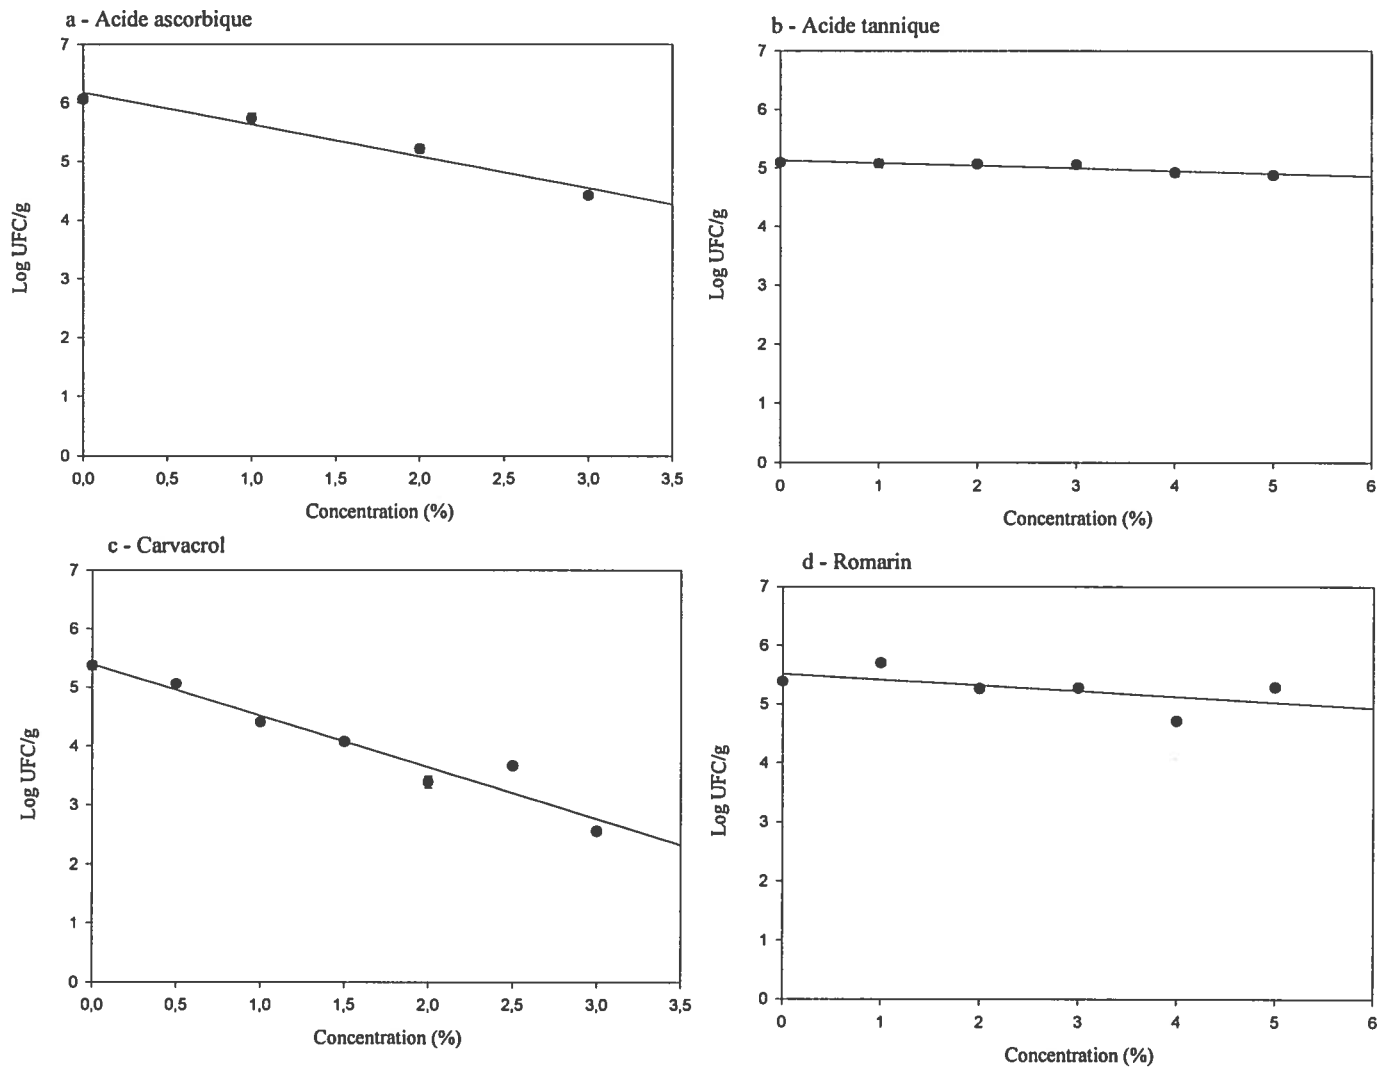 a - Acide ascorbique
7
6
5
4
3
2
1
0
Log UFC/g
0,0 0,5 1,0 1,5 2,0 2,5 3,0 3,5
Concentration (%)
b - Acide tannique
7
6
5
4
3
2
1
0
Log UFC/g
0 1 2 3 4 5 6
Concentration (%)
c - Carvacrol
7
6
5
4
3
2
1
0
Log UFC/g
0,0 0,5 1,0 1,5 2,0 2,5 3,0 3,5
Concentration (%)
d - Romarin
7
6
5
4
3
2
1
0
Log UFC/g
0 1 2 3 4 5 6
Concentration (%)